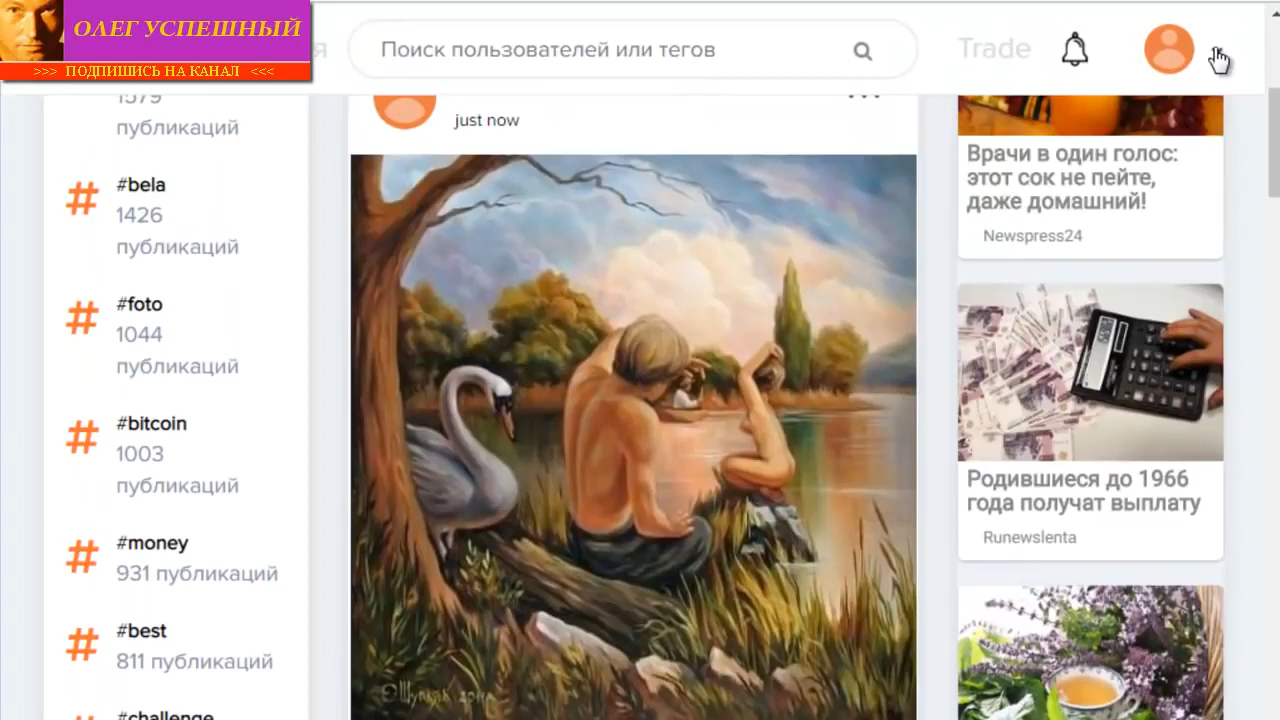 ОЛЕГ УСПЕШНЫЙ
>>> ПОДПИШИСЬ НА КАНАЛ <<<
Поиск пользователей или тегов
Trade
1579
публикаций
#bela
1426
публикаций
#foto
1044
публикаций
#bitcoin
1003
публикаций
#money
931 публикаций
#best
811 публикаций
#challenge
just now
Врачи в один голос:
этот сок не пейте,
даже домашний!
Newspress24
Родившиеся до 1966
года получат выплату
Runewslenta